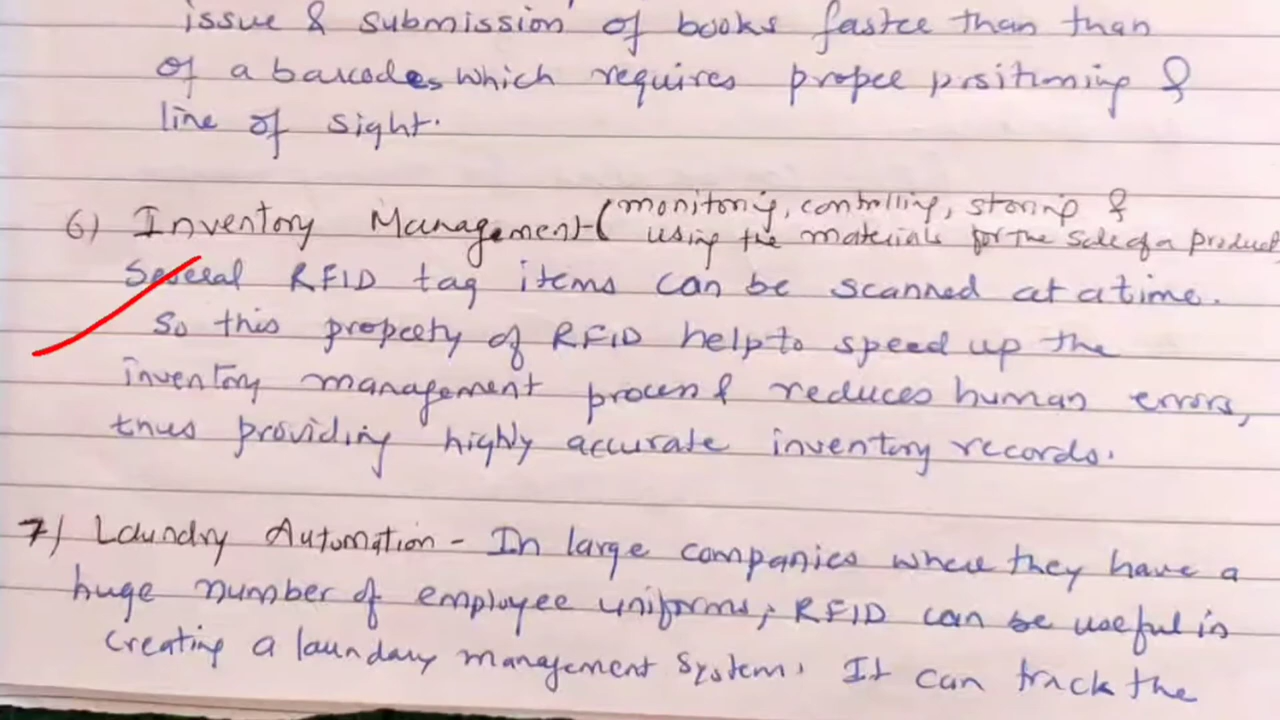 issue & submission of books faster than than
of a barcodes which requires proper positioning &
line of sight.
6) Inventory Management-(monitoring, controlling, storing &
using the materials for the sale of a product
Several RFID tag items can be scanned at a time.
So this property of RFID help to speed up the
inventory management process & reduces human errors,
thus providing highly accurate inventory records.
7) Laundry Automation - In large companies where they have a
huge number of employee uniforms, RFID can be useful in
creating a laundary management system. It can track the